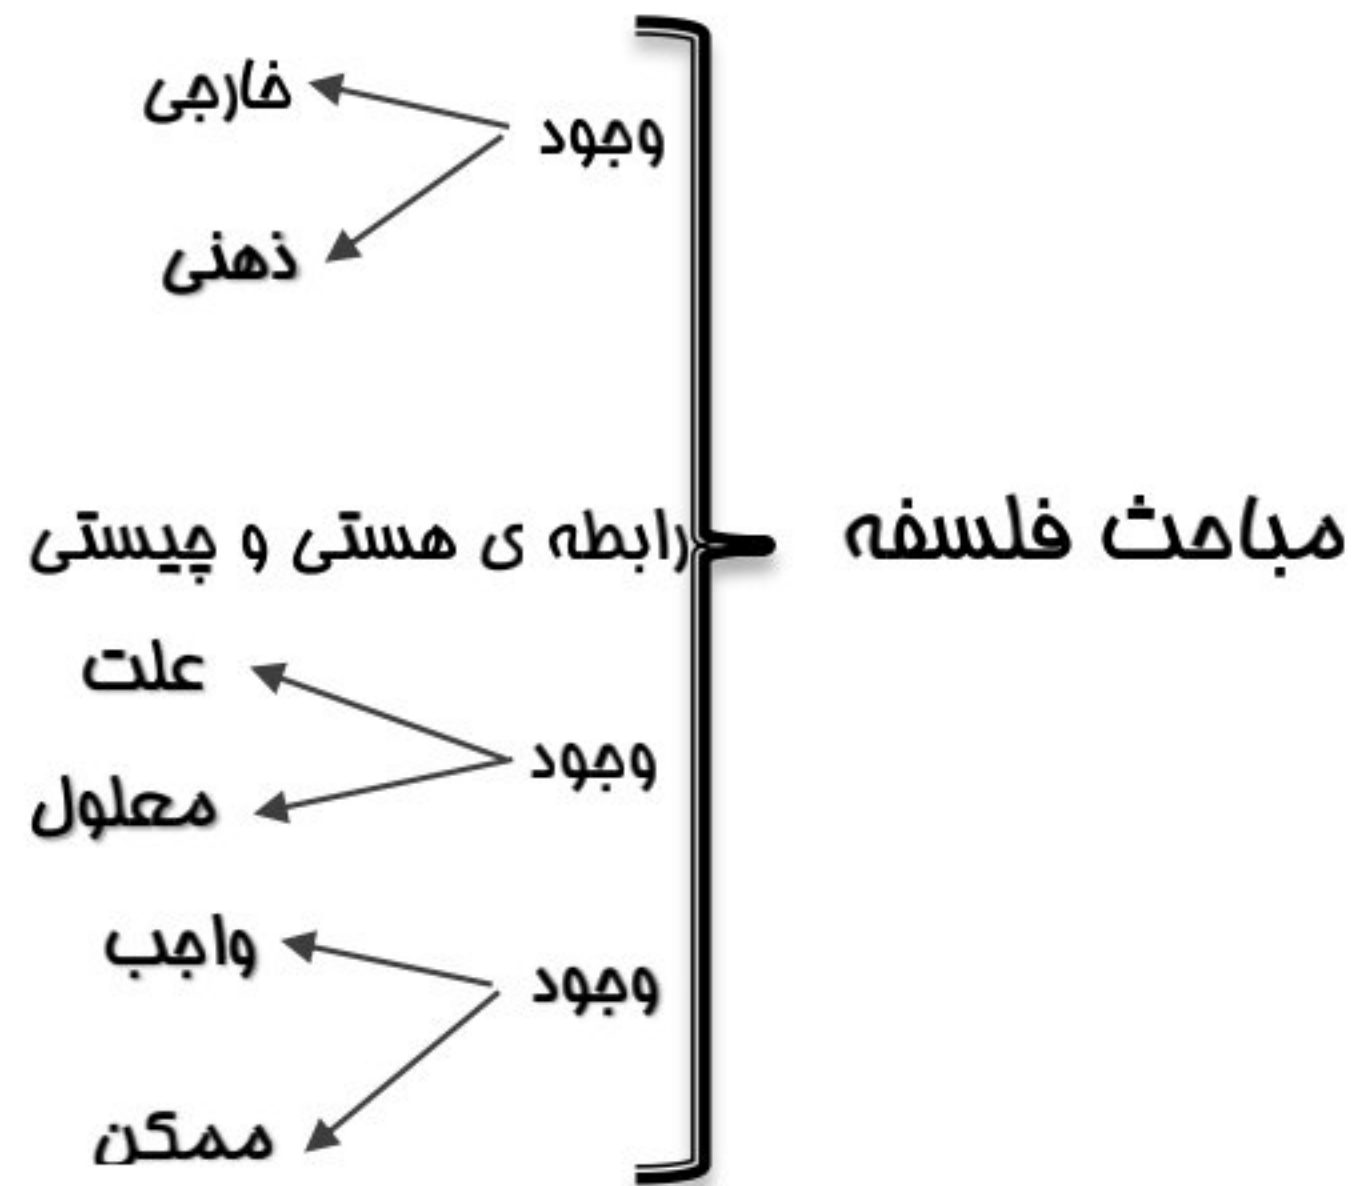 مباحث فلسفه
وجود
خارجی
ذهنی
رابطه ی هستی و چیستی
وجود
علت
معلول
وجود
واجب
ممکن